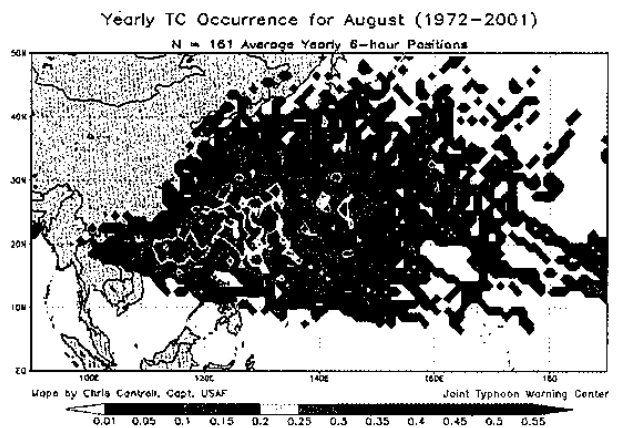 Yearly TC Occurrence for August (1972-2001)
N = 161 Average Yearly 6-hour Positions
50N
40N
30N
20N
10N
EQ
100E 120E 140E 160E 180
Maps by Chris Cantrell, Capt, USAF Joint Typhoon Warning Center
0.01 0.05 0.1 0.15 0.2 0.25 0.3 0.35 0.4 0.45 0.5 0.55